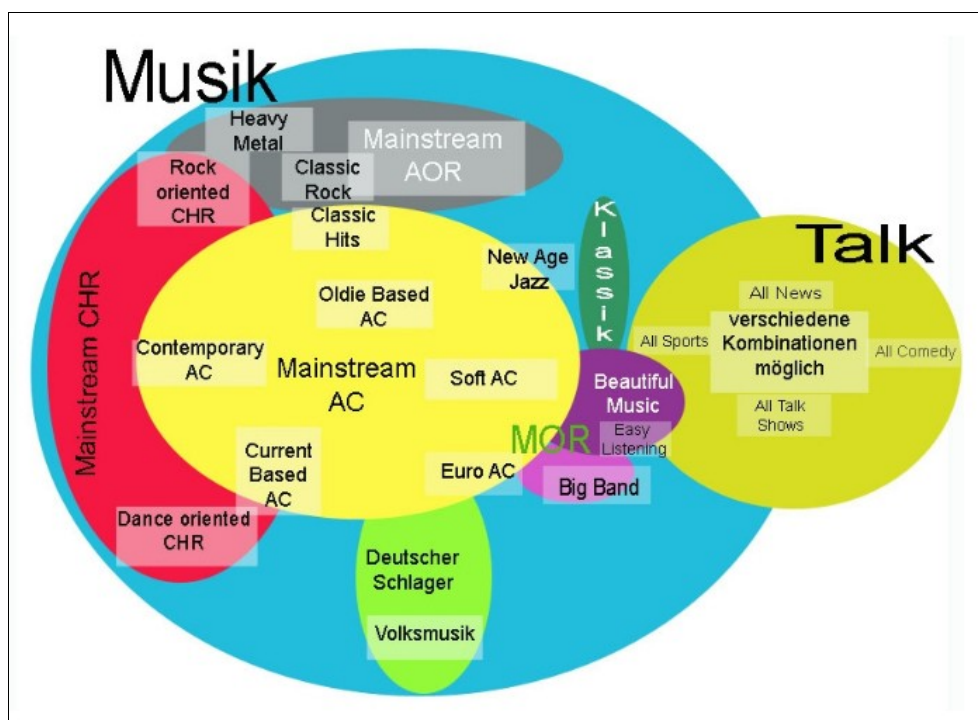 Musik
Heavy
Metal
Mainstream
AOR
Rock
oriented
CHR
Classic
Rock
Classic
Hits
Klassik
Talk
New Age
Jazz
Oldie Based
AC
All News
verschiedene
Kombinationen
möglich
All Sports
All Comedy
All Talk
Shows
Mainstream CHR
Contemporary
AC
Mainstream
AC
Soft AC
Beautiful
Music
MOR
Easy
Listening
Current
Based
AC
Euro AC
Big Band
Dance oriented
CHR
Deutscher
Schlager
Volksmusik